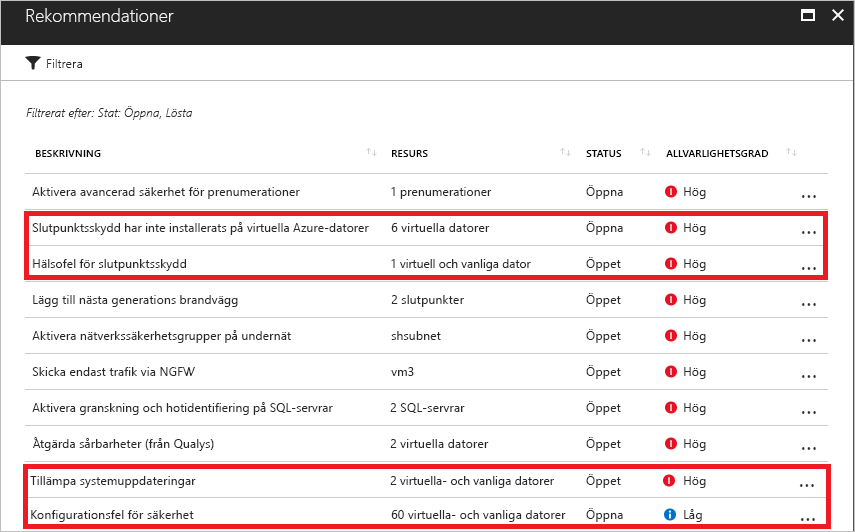 Rekommendationer
Filtrera
Filtrerat efter: Stat: Öppna, Lösta
BESKRIVNING RESURS STATUS ALLVARLIGHETSGRAD
Aktivera avancerad säkerhet för prenumerationer 1 prenumerationer Öppna Hög ...
Slutpunktsskydd har inte installerats på virtuella Azure-datorer 6 virtuella datorer Öppna Hög ...
Hälsofel för slutpunktsskydd 1 virtuell och vanliga dator Öppet Hög ...
Lägg till nästa generations brandvägg 2 slutpunkter Öppet Hög ...
Aktivera nätverkssäkerhetsgrupper på undernät shsubnet Öppet Hög ...
Skicka endast trafik via NGFW vm3 Öppet Hög ...
Aktivera granskning och hotidentifiering på SQL-servrar 2 SQL-servrar Öppet Hög ...
Åtgärda sårbarheter (från Qualys) 2 virtuella datorer Öppet Hög ...
Tillämpa systemuppdateringar 2 virtuella- och vanliga datorer Öppet Hög ...
Konfigurationsfel för säkerhet 60 virtuella- och vanliga datorer Öppna Låg ...